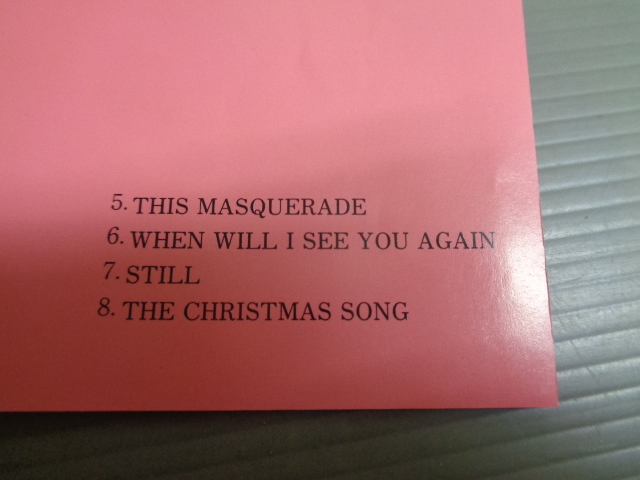 5. THIS MASQUERADE
6. WHEN WILL I SEE YOU AGAIN
7. STILL
8. THE CHRISTMAS SONG